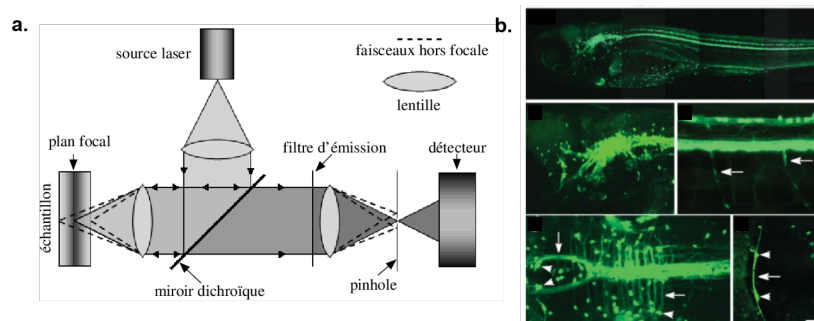 a.
b.
source laser
faisceaux hors focale
lentille
plan focal
filtre d'émission
détecteur
échantillon
miroir dichroïque
pinhole